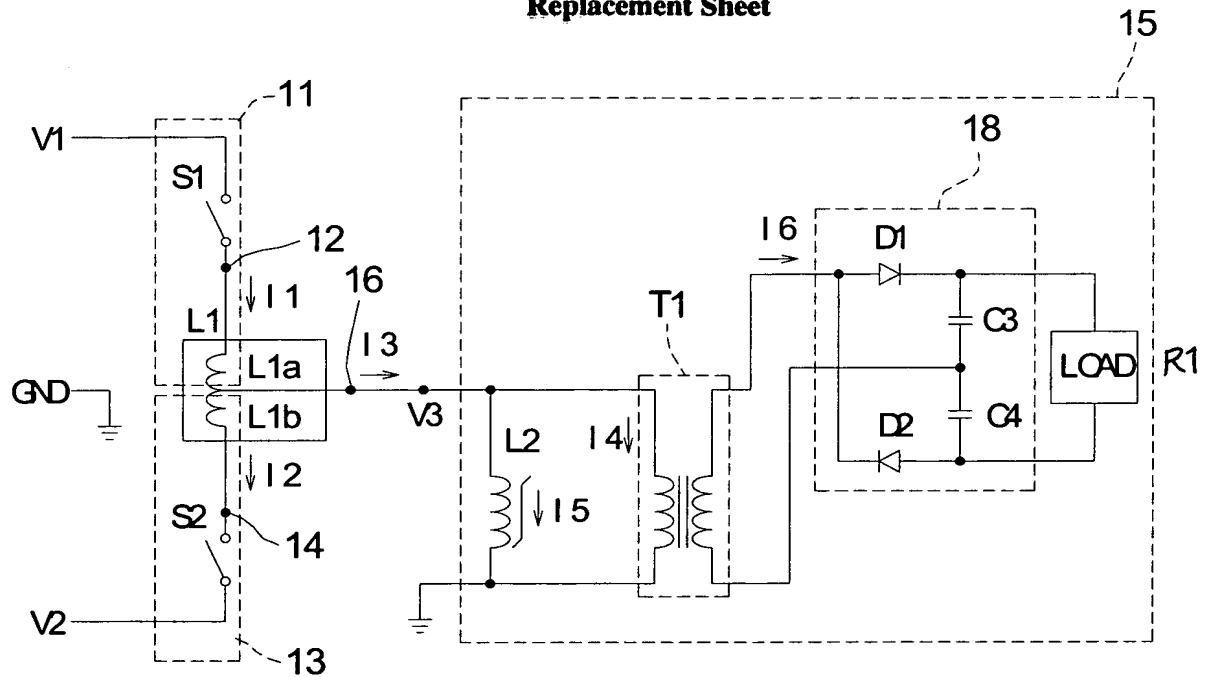 Replacement Sheet
15
11
V1
18
S1
12
I6
D1
16
I1
T1
L1
I3
C3
L1a
LOAD
R1
GND
V3
L1b
L2
I4
D2
C4
I2
I5
S2
14
V2
13